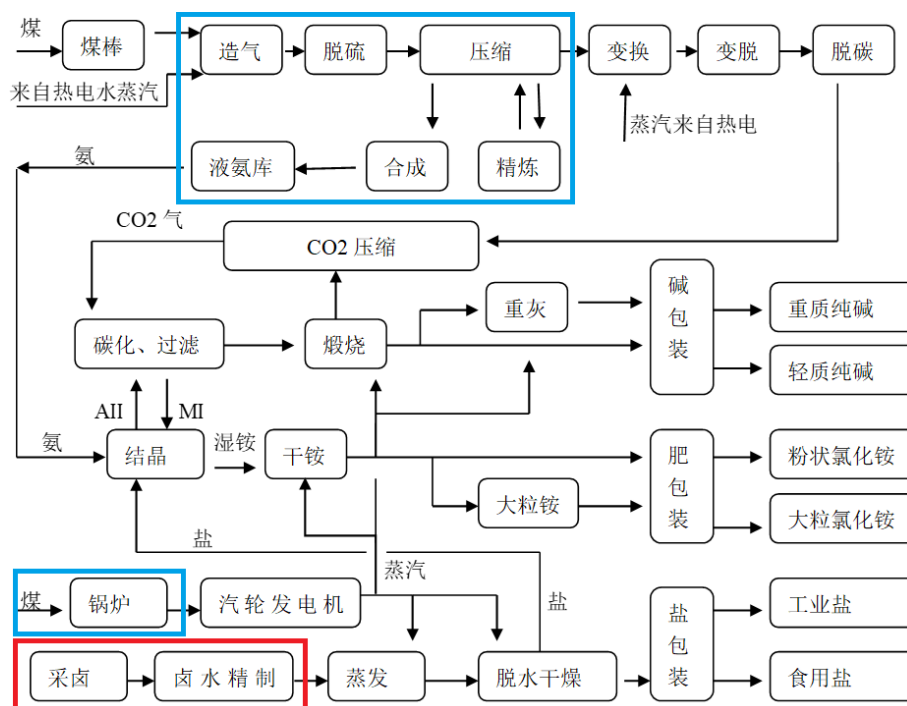 煤
煤棒
造气
脱硫
压缩
变换
变脱
脱碳
来自热电水蒸汽
蒸汽来自热电
氨
液氨库
合成
精炼
CO2 气
CO2 压缩
重灰
碱包装
重质纯碱
碳化、过滤
煅烧
轻质纯碱
AII
MI
氨
结晶
湿铵
干铵
肥包装
粉状氯化铵
大粒铵
大粒氯化铵
盐
蒸汽
煤
锅炉
汽轮发电机
盐
盐包装
工业盐
采卤
卤水精制
蒸发
脱水干燥
食用盐